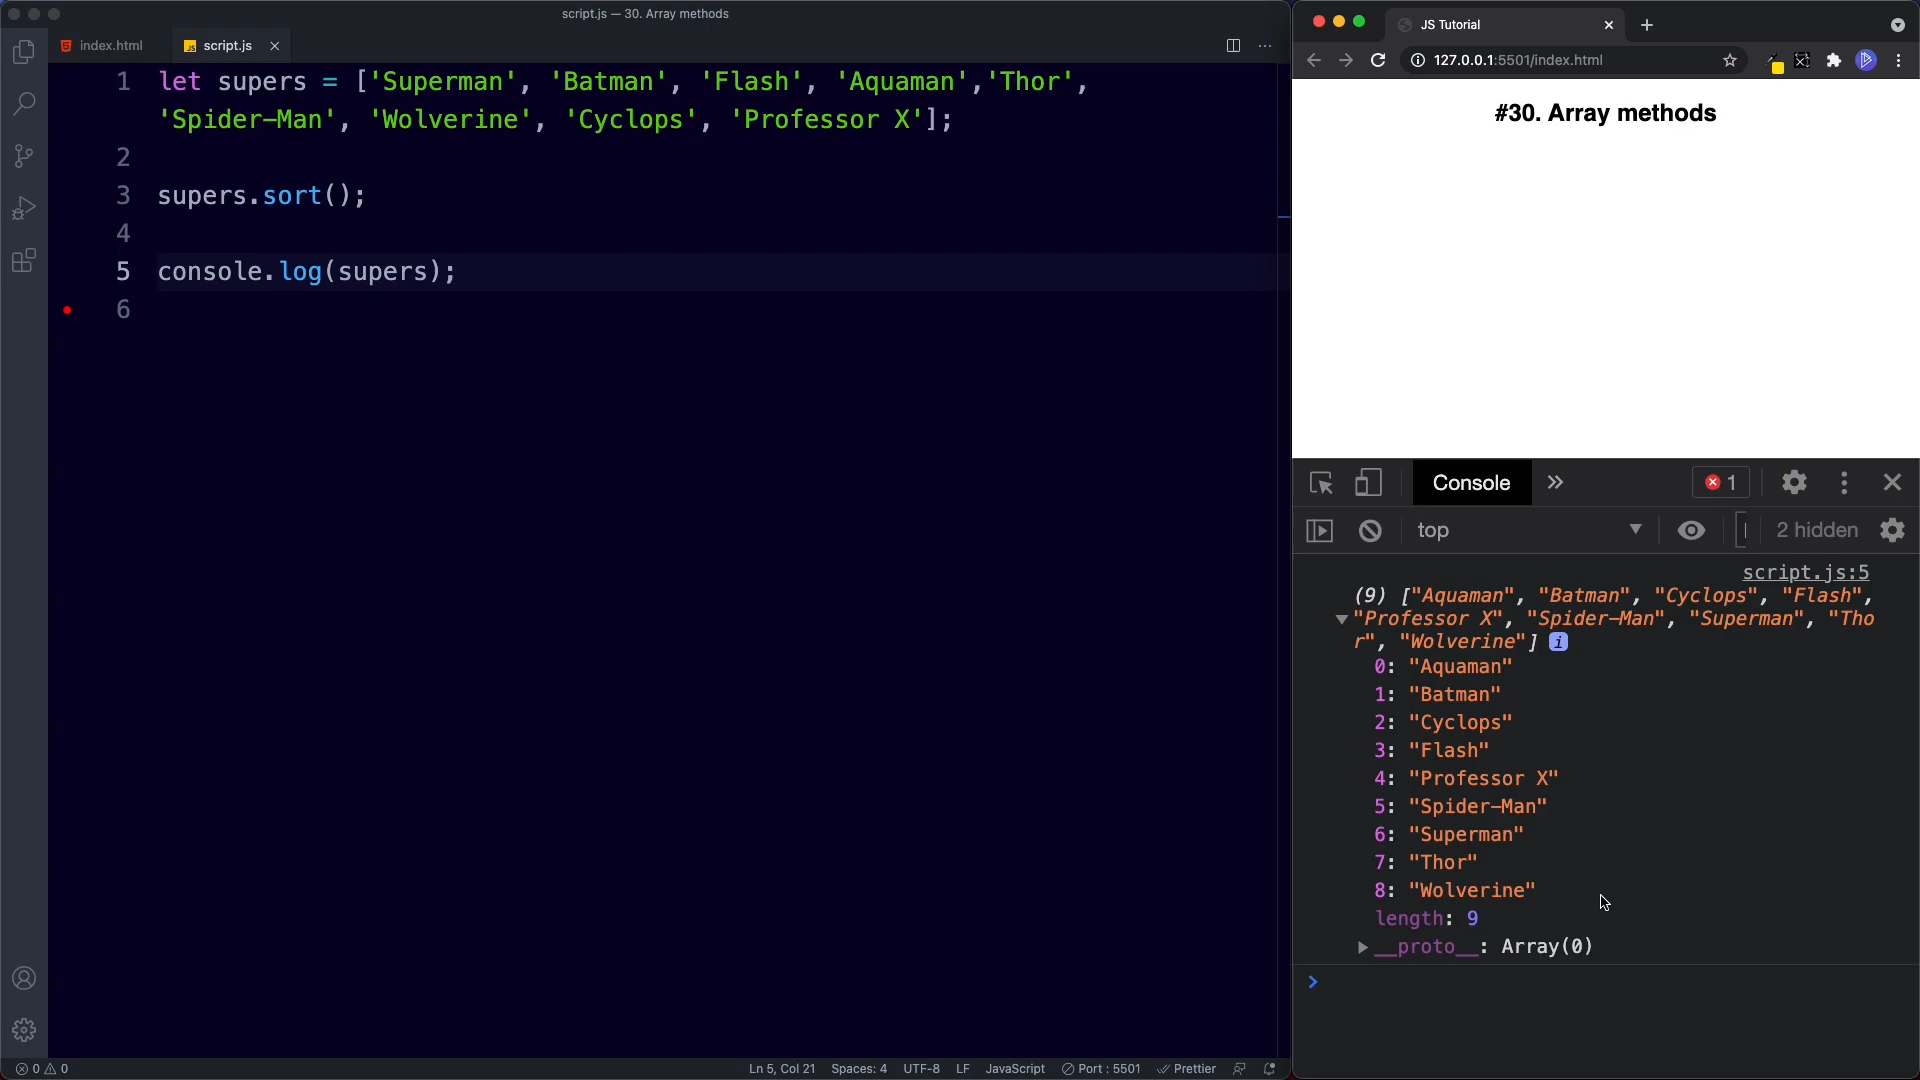 script.js — 30. Array methods
index.html
script.js
1 let supers = ['Superman', 'Batman', 'Flash', 'Aquaman','Thor',
'Spider-Man', 'Wolverine', 'Cyclops', 'Professor X'];
2
3 supers.sort();
4
5 console.log(supers);
6
0 0
Ln 5, Col 21 Spaces: 4 UTF-8 LF JavaScript Port : 5501 Prettier
JS Tutorial
127.0.0.1:5501/index.html
#30. Array methods
Console 1
top 2 hidden
script.js:5
(9) ["Aquaman", "Batman", "Cyclops", "Flash",
"Professor X", "Spider-Man", "Superman", "Tho
r", "Wolverine"] i
0: "Aquaman"
1: "Batman"
2: "Cyclops"
3: "Flash"
4: "Professor X"
5: "Spider-Man"
6: "Superman"
7: "Thor"
8: "Wolverine"
length: 9
__proto__: Array(0)